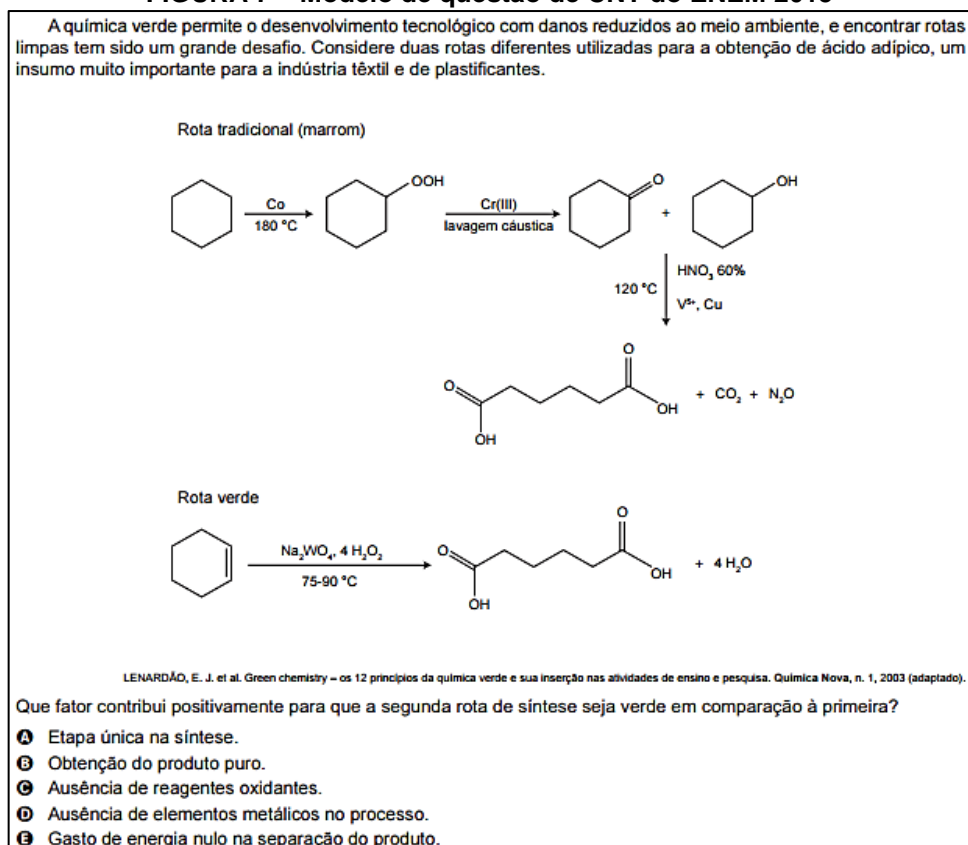 FIGURA I – Modelo de questão de CNT do ENEM 2016
A química verde permite o desenvolvimento tecnológico com danos reduzidos ao meio ambiente, e encontrar rotas
limpas tem sido um grande desafio. Considere duas rotas diferentes utilizadas para a obtenção de ácido adípico, um
insumo muito importante para a indústria têxtil e de plastificantes.
Rota tradicional (marrom)
Co
180 °C
OOH
Cr(III)
lavagem cáustica
O
+
OH
120 °C
HNO₃ 60%
V⁵⁺, Cu
O
OH
O
OH
+ CO₂ + N₂O
Rota verde
Na₂WO₄, 4 H₂O₂
75-90 °C
O
OH
O
OH
+ 4 H₂O
LENARDÃO, E. J. et al. Green chemistry – os 12 princípios da química verde e sua inserção nas atividades de ensino e pesquisa. Química Nova, n. 1, 2003 (adaptado).
Que fator contribui positivamente para que a segunda rota de síntese seja verde em comparação à primeira?
A Etapa única na síntese.
B Obtenção do produto puro.
C Ausência de reagentes oxidantes.
D Ausência de elementos metálicos no processo.
E Gasto de energia nulo na separação do produto.